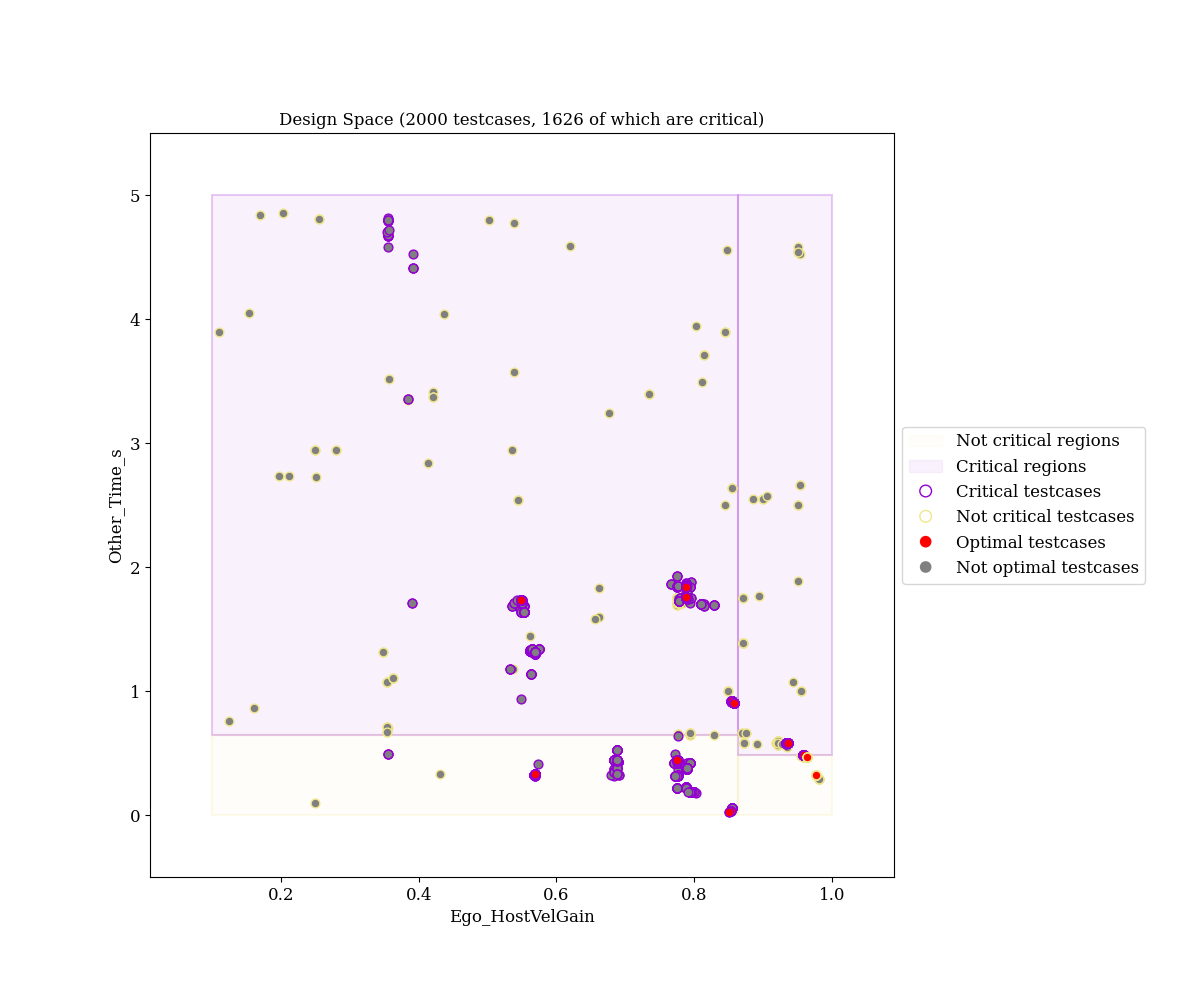 Design Space (2000 testcases, 1626 of which are critical)
5
4
3
2
1
0
Other_Time_s
0.2
0.4
0.6
0.8
1.0
Ego_HostVelGain
Not critical regions
Critical regions
Critical testcases
Not critical testcases
Optimal testcases
Not optimal testcases